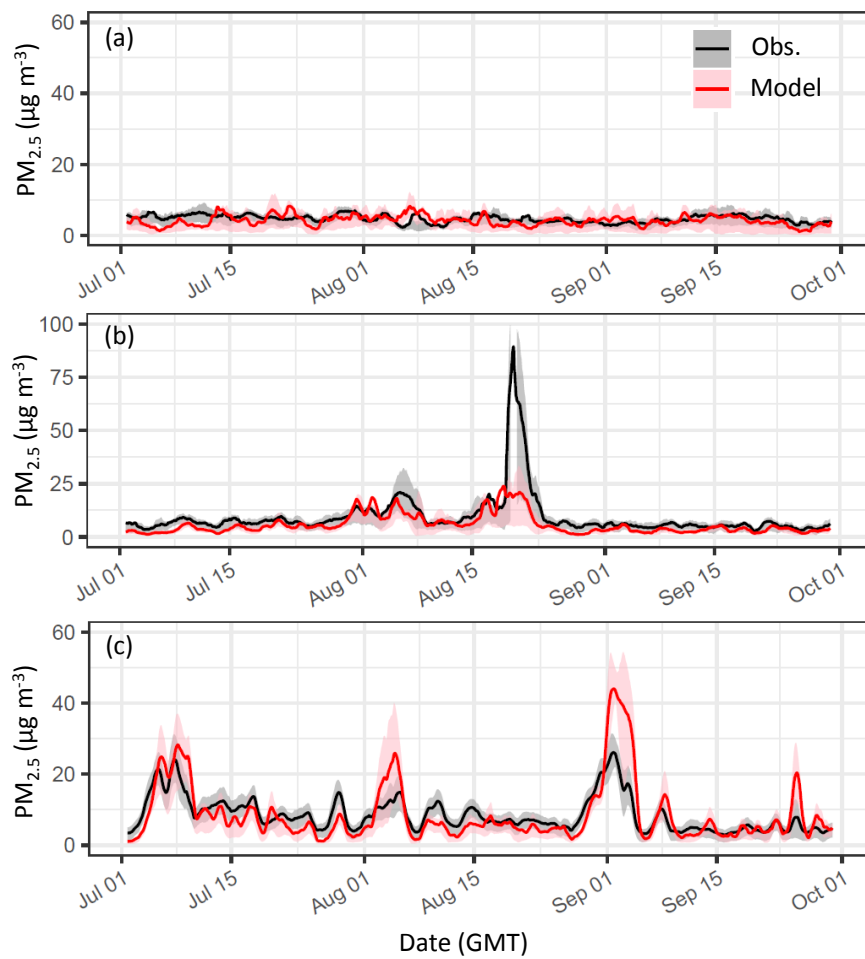 (a)
Obs.
Model
PM2.5 (µg m-3)
60
40
20
0
Jul 01
Jul 15
Aug 01
Aug 15
Sep 01
Sep 15
Oct 01
(b)
PM2.5 (µg m-3)
100
75
50
25
0
Jul 01
Jul 15
Aug 01
Aug 15
Sep 01
Sep 15
Oct 01
(c)
PM2.5 (µg m-3)
60
40
20
0
Jul 01
Jul 15
Aug 01
Aug 15
Sep 01
Sep 15
Oct 01
Date (GMT)